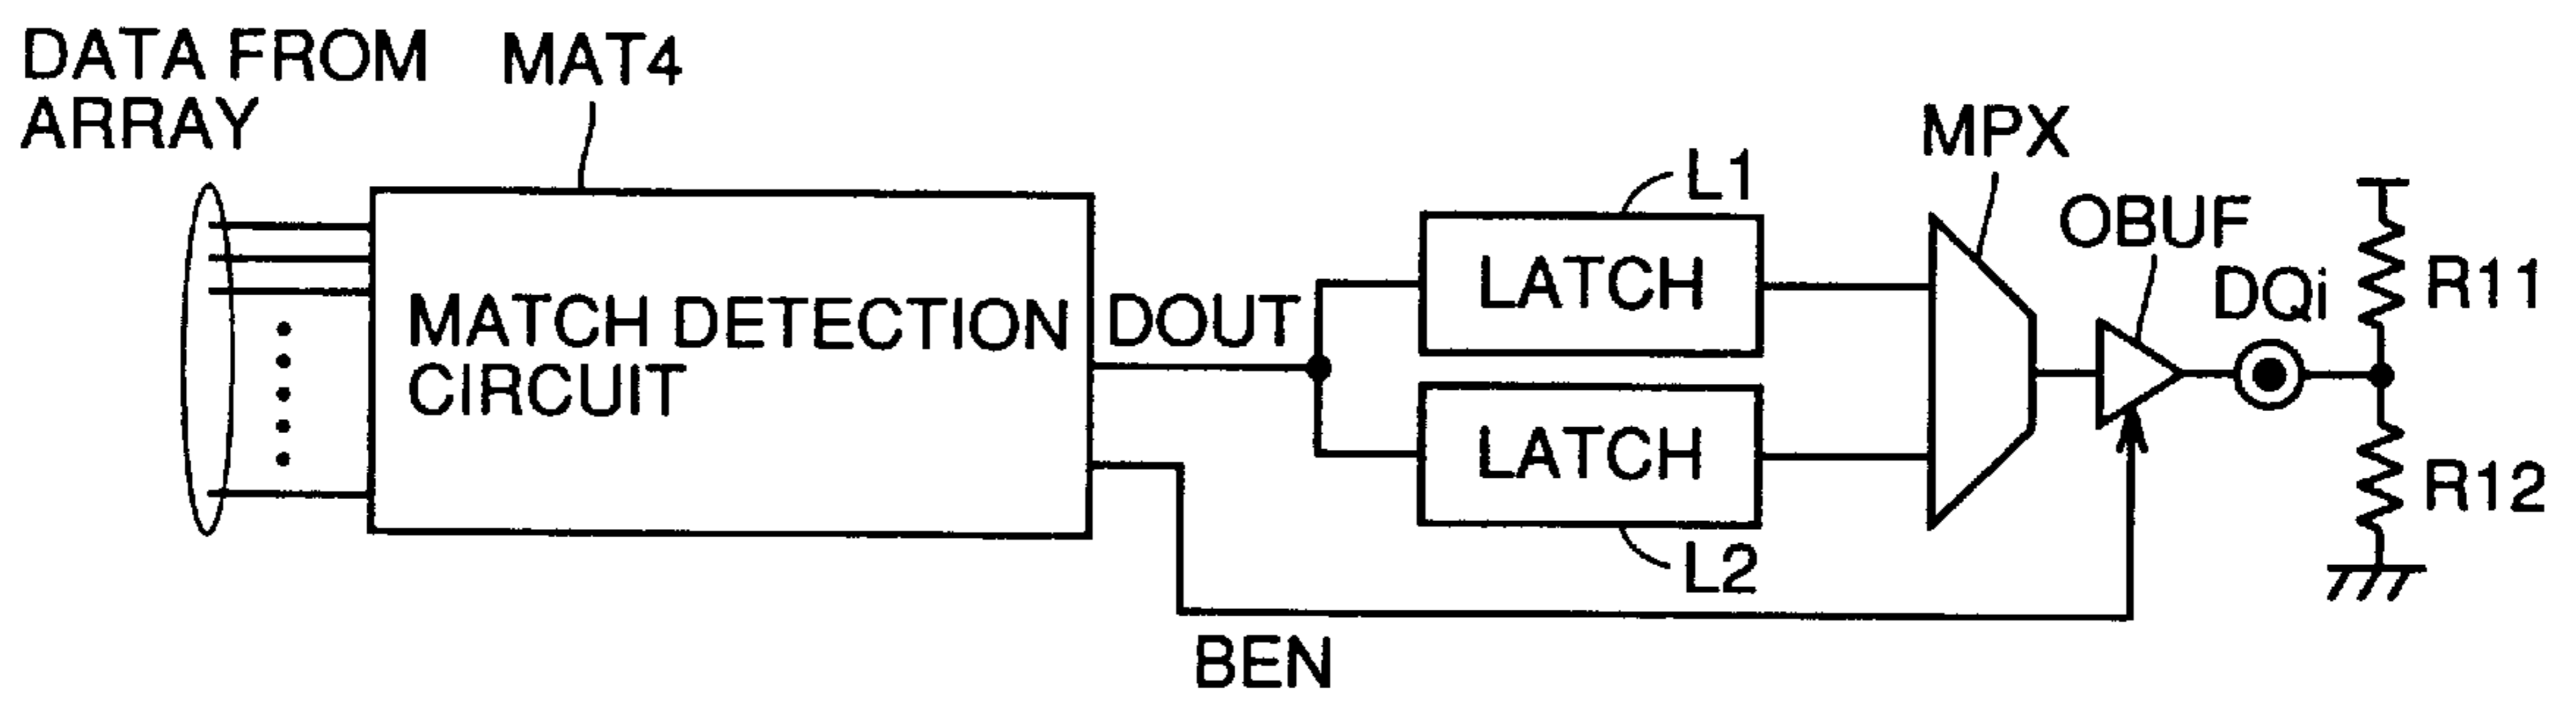 DATA FROM
ARRAY
MAT4
MATCH DETECTION
CIRCUIT
DOUT
BEN
L1
LATCH
LATCH
L2
MPX
OBUF
DQi
R11
R12